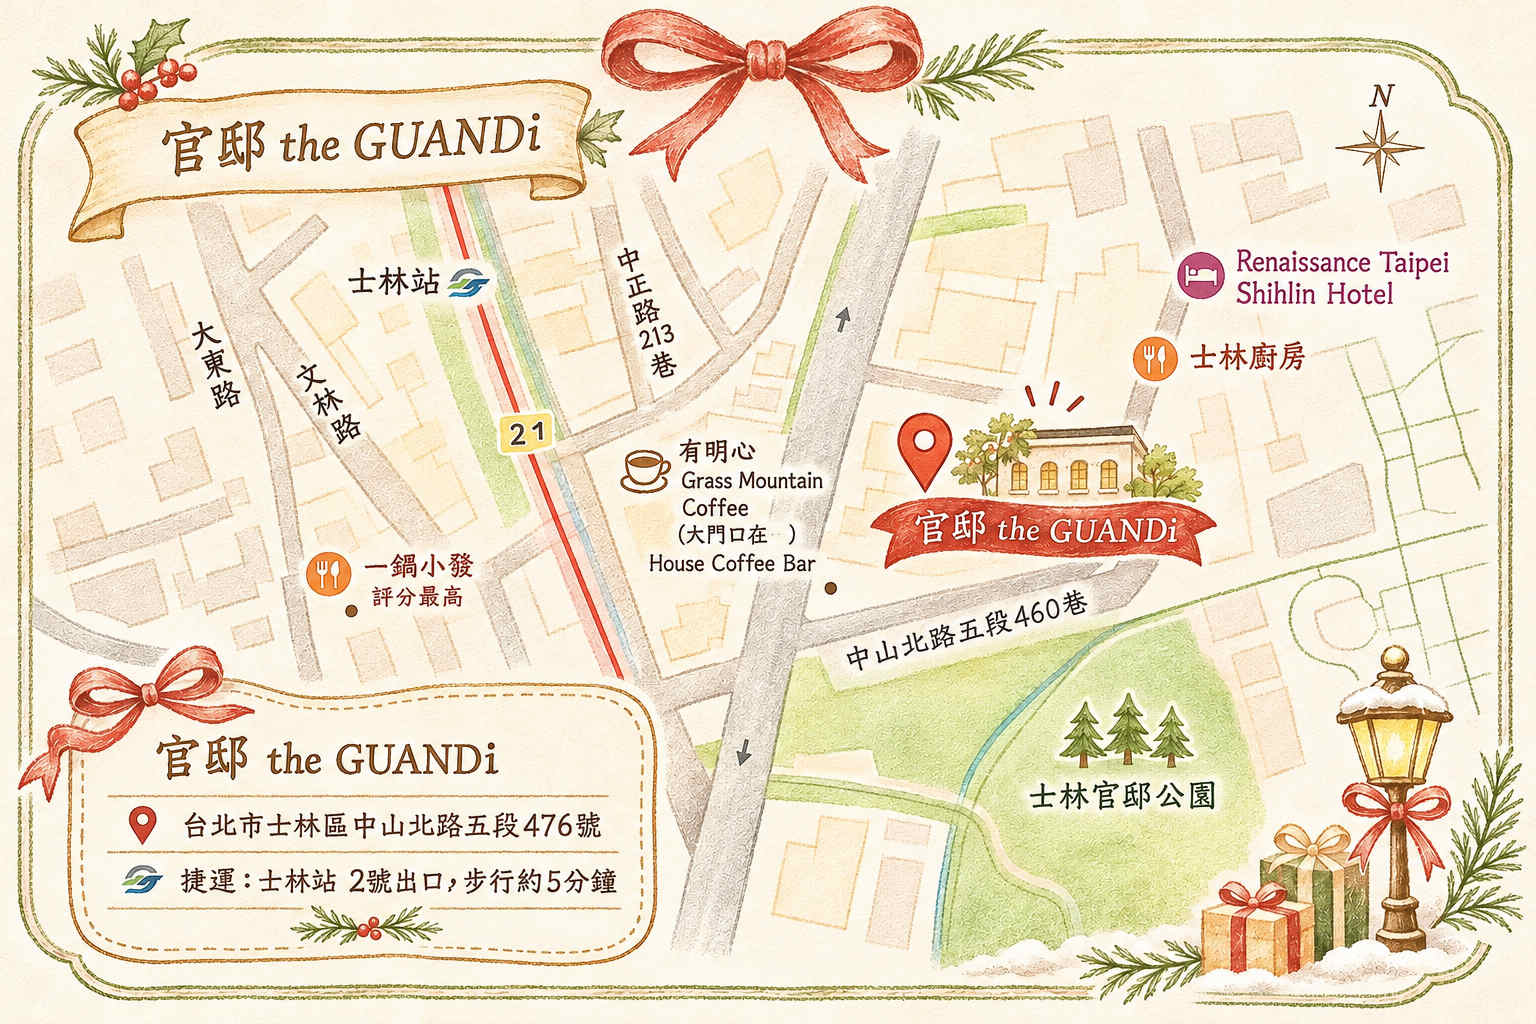 官邸 the GUANDi
N
士林站
中正路213巷
大東路
文林路
21
Renaissance Taipei
Shihlin Hotel
士林廚房
有明心
Grass Mountain
Coffee
(大門口在 )
House Coffee Bar
官邸 the GUANDi
一鍋小發
評分最高
中山北路五段460巷
士林官邸公園
官邸 the GUANDi
台北市士林區中山北路五段476號
捷運：士林站 2號出口，步行約5分鐘